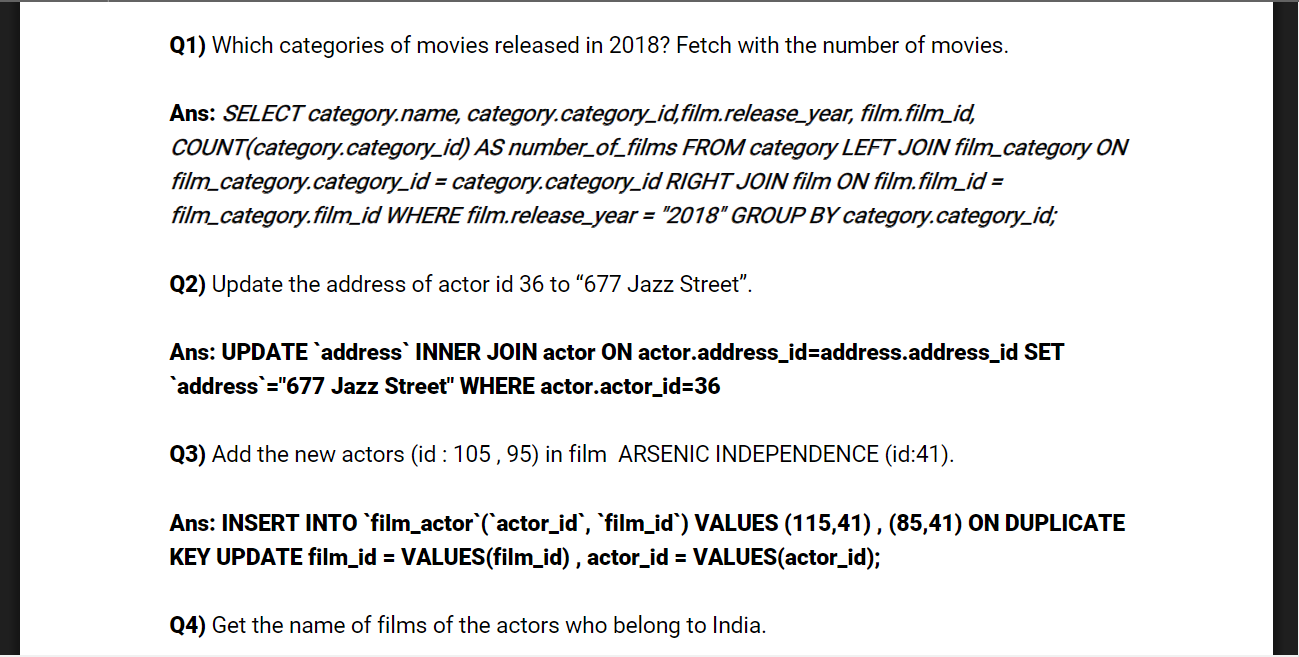 Q1) Which categories of movies released in 2018? Fetch with the number of movies.
Ans: SELECT category.name, category.category_id,film.release_year, film.film_id,
COUNT(category.category_id) AS number_of_films FROM category LEFT JOIN film_category ON
film_category.category_id = category.category_id RIGHT JOIN film ON film.film_id =
film_category.film_id WHERE film.release_year = "2018" GROUP BY category.category_id;
Q2) Update the address of actor id 36 to “677 Jazz Street”.
Ans: UPDATE `address` INNER JOIN actor ON actor.address_id=address.address_id SET
`address`="677 Jazz Street" WHERE actor.actor_id=36
Q3) Add the new actors (id : 105 , 95) in film  ARSENIC INDEPENDENCE (id:41).
Ans: INSERT INTO `film_actor`(`actor_id`, `film_id`) VALUES (115,41) , (85,41) ON DUPLICATE
KEY UPDATE film_id = VALUES(film_id) , actor_id = VALUES(actor_id);
Q4) Get the name of films of the actors who belong to India.